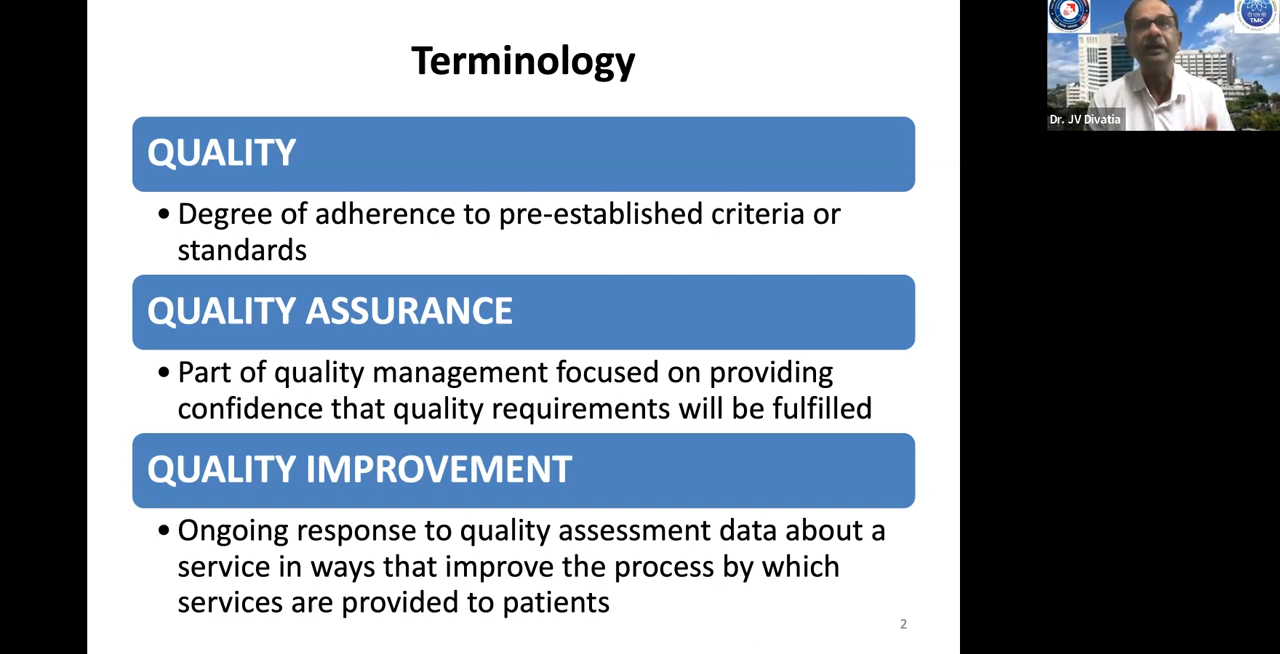 Terminology
QUALITY
• Degree of adherence to pre-established criteria or
standards
QUALITY ASSURANCE
• Part of quality management focused on providing
confidence that quality requirements will be fulfilled
QUALITY IMPROVEMENT
• Ongoing response to quality assessment data about a
service in ways that improve the process by which
services are provided to patients
2
Dr. JV Divatia
TMC